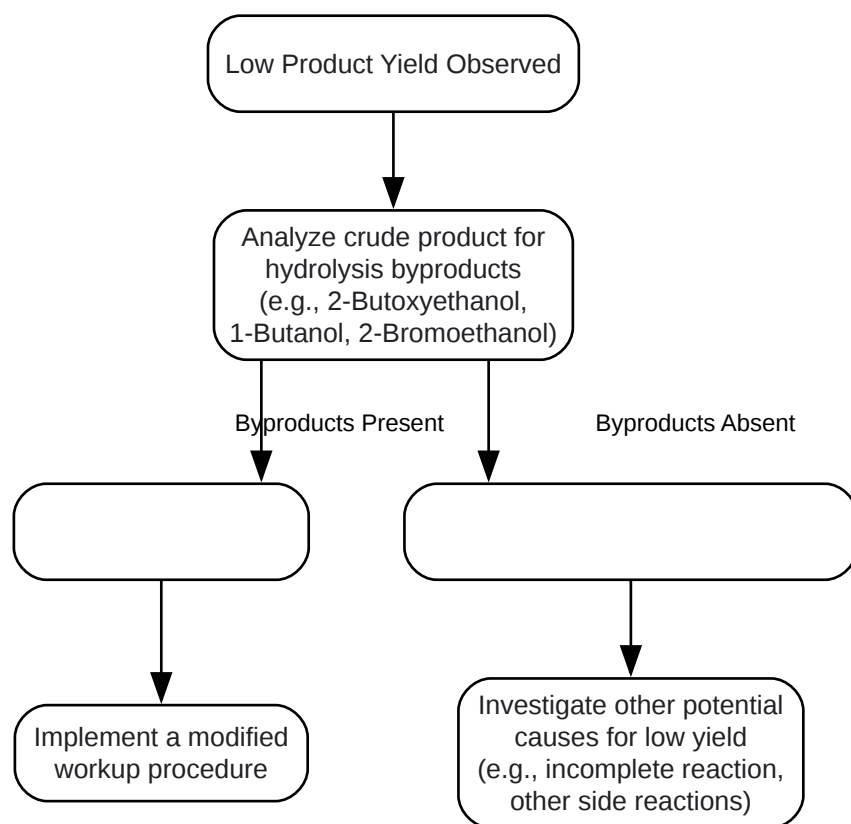 Low Product Yield Observed
Analyze crude product for
hydrolysis byproducts
(e.g., 2-Butoxyethanol,
1-Butanol, 2-Bromoethanol)
Byproducts Present
Byproducts Absent
Implement a modified
workup procedure
Investigate other potential
causes for low yield
(e.g., incomplete reaction,
other side reactions)